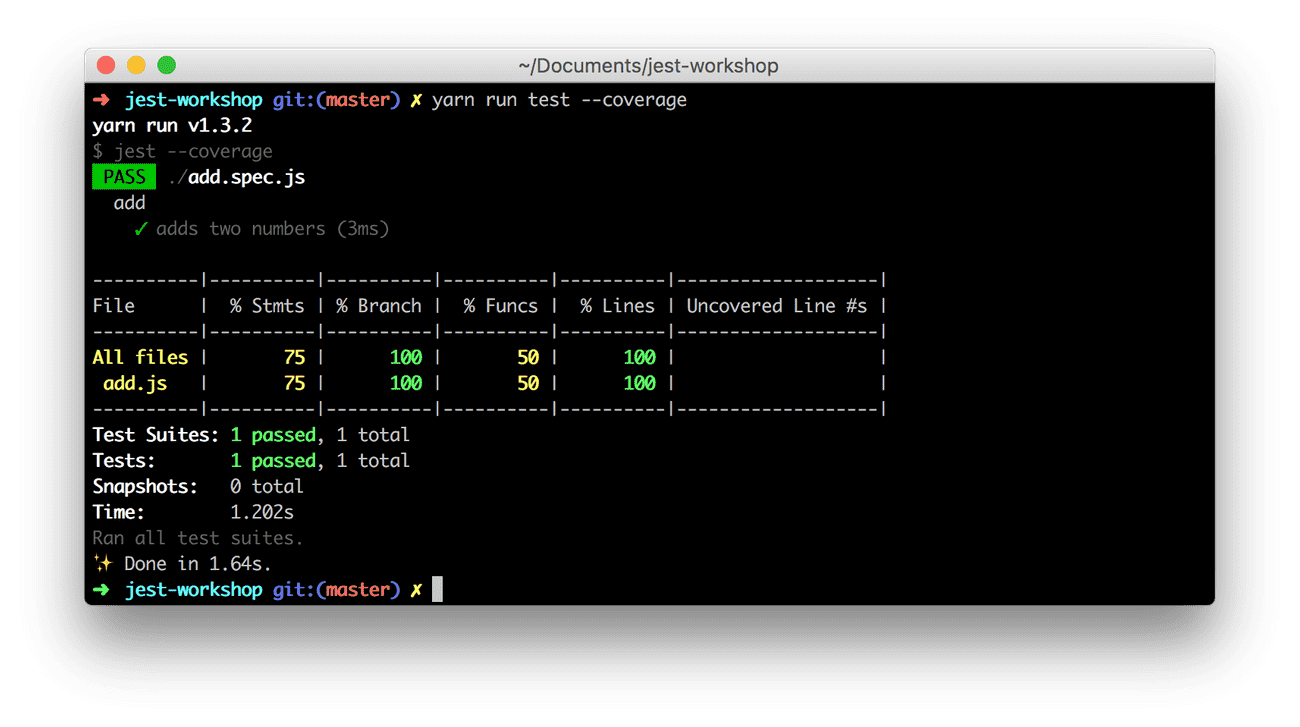 ~/Documents/jest-workshop
➜ jest-workshop git:(master) ✗ yarn run test --coverage
yarn run v1.3.2
$ jest --coverage
PASS ./add.spec.js
add
✓ adds two numbers (3ms)
----------|----------|----------|----------|----------|-------------------|
File      |  % Stmts | % Branch |  % Funcs |  % Lines | Uncovered Line #s |
----------|----------|----------|----------|----------|-------------------|
All files |       75 |      100 |       50 |      100 |                   |
 add.js   |       75 |      100 |       50 |      100 |                   |
----------|----------|----------|----------|----------|-------------------|
Test Suites: 1 passed, 1 total
Tests:       1 passed, 1 total
Snapshots:   0 total
Time:        1.202s
Ran all test suites.
✨ Done in 1.64s.
➜ jest-workshop git:(master) ✗